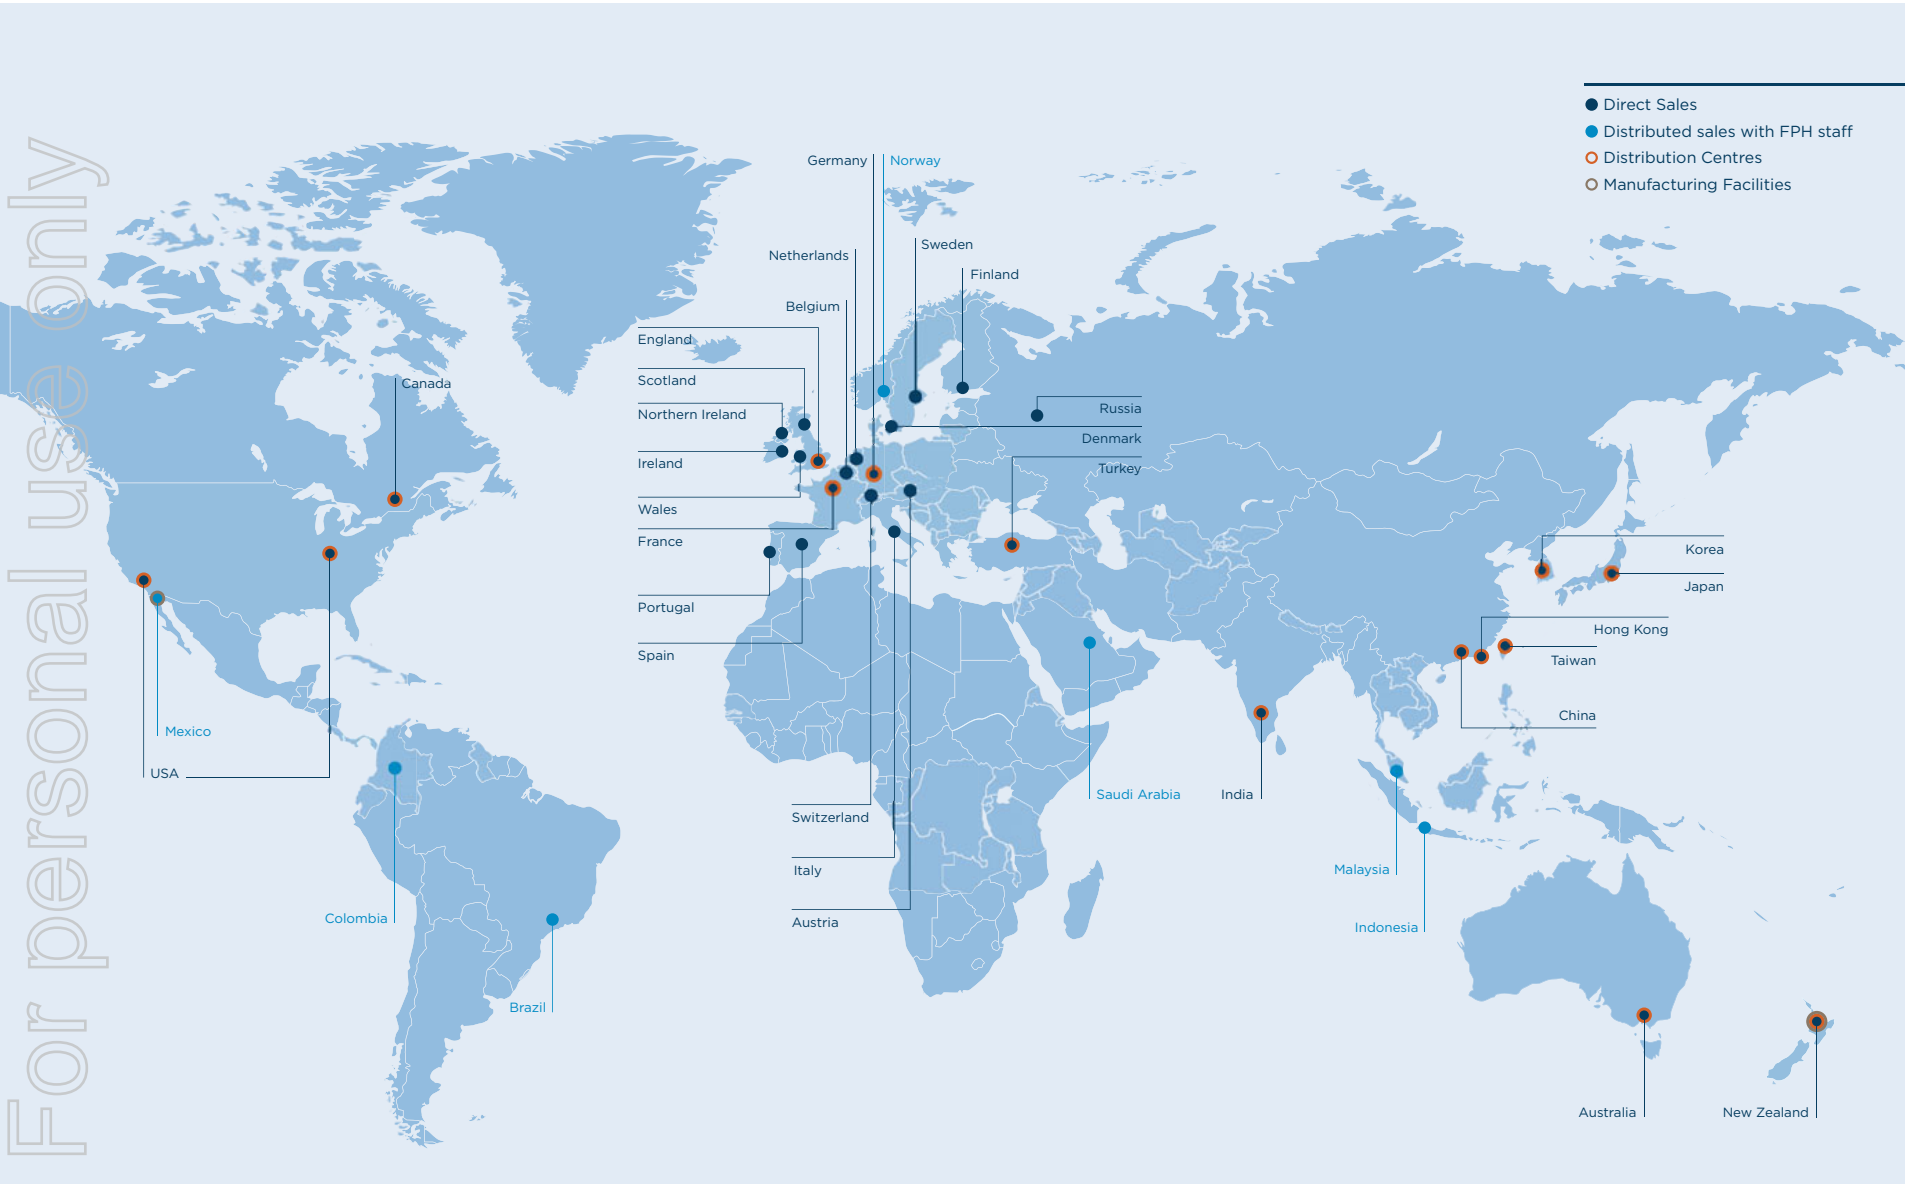 For personal use only
Direct Sales
Distributed sales with FPH staff
Distribution Centres
Manufacturing Facilities
Germany
Norway
Sweden
Netherlands
Finland
Belgium
England
Scotland
Canada
Northern Ireland
Russia
Denmark
Ireland
Turkey
Wales
France
Korea
Japan
Portugal
Hong Kong
Spain
Taiwan
China
Mexico
USA
Saudi Arabia
India
Switzerland
Malaysia
Italy
Colombia
Austria
Indonesia
Brazil
Australia
New Zealand